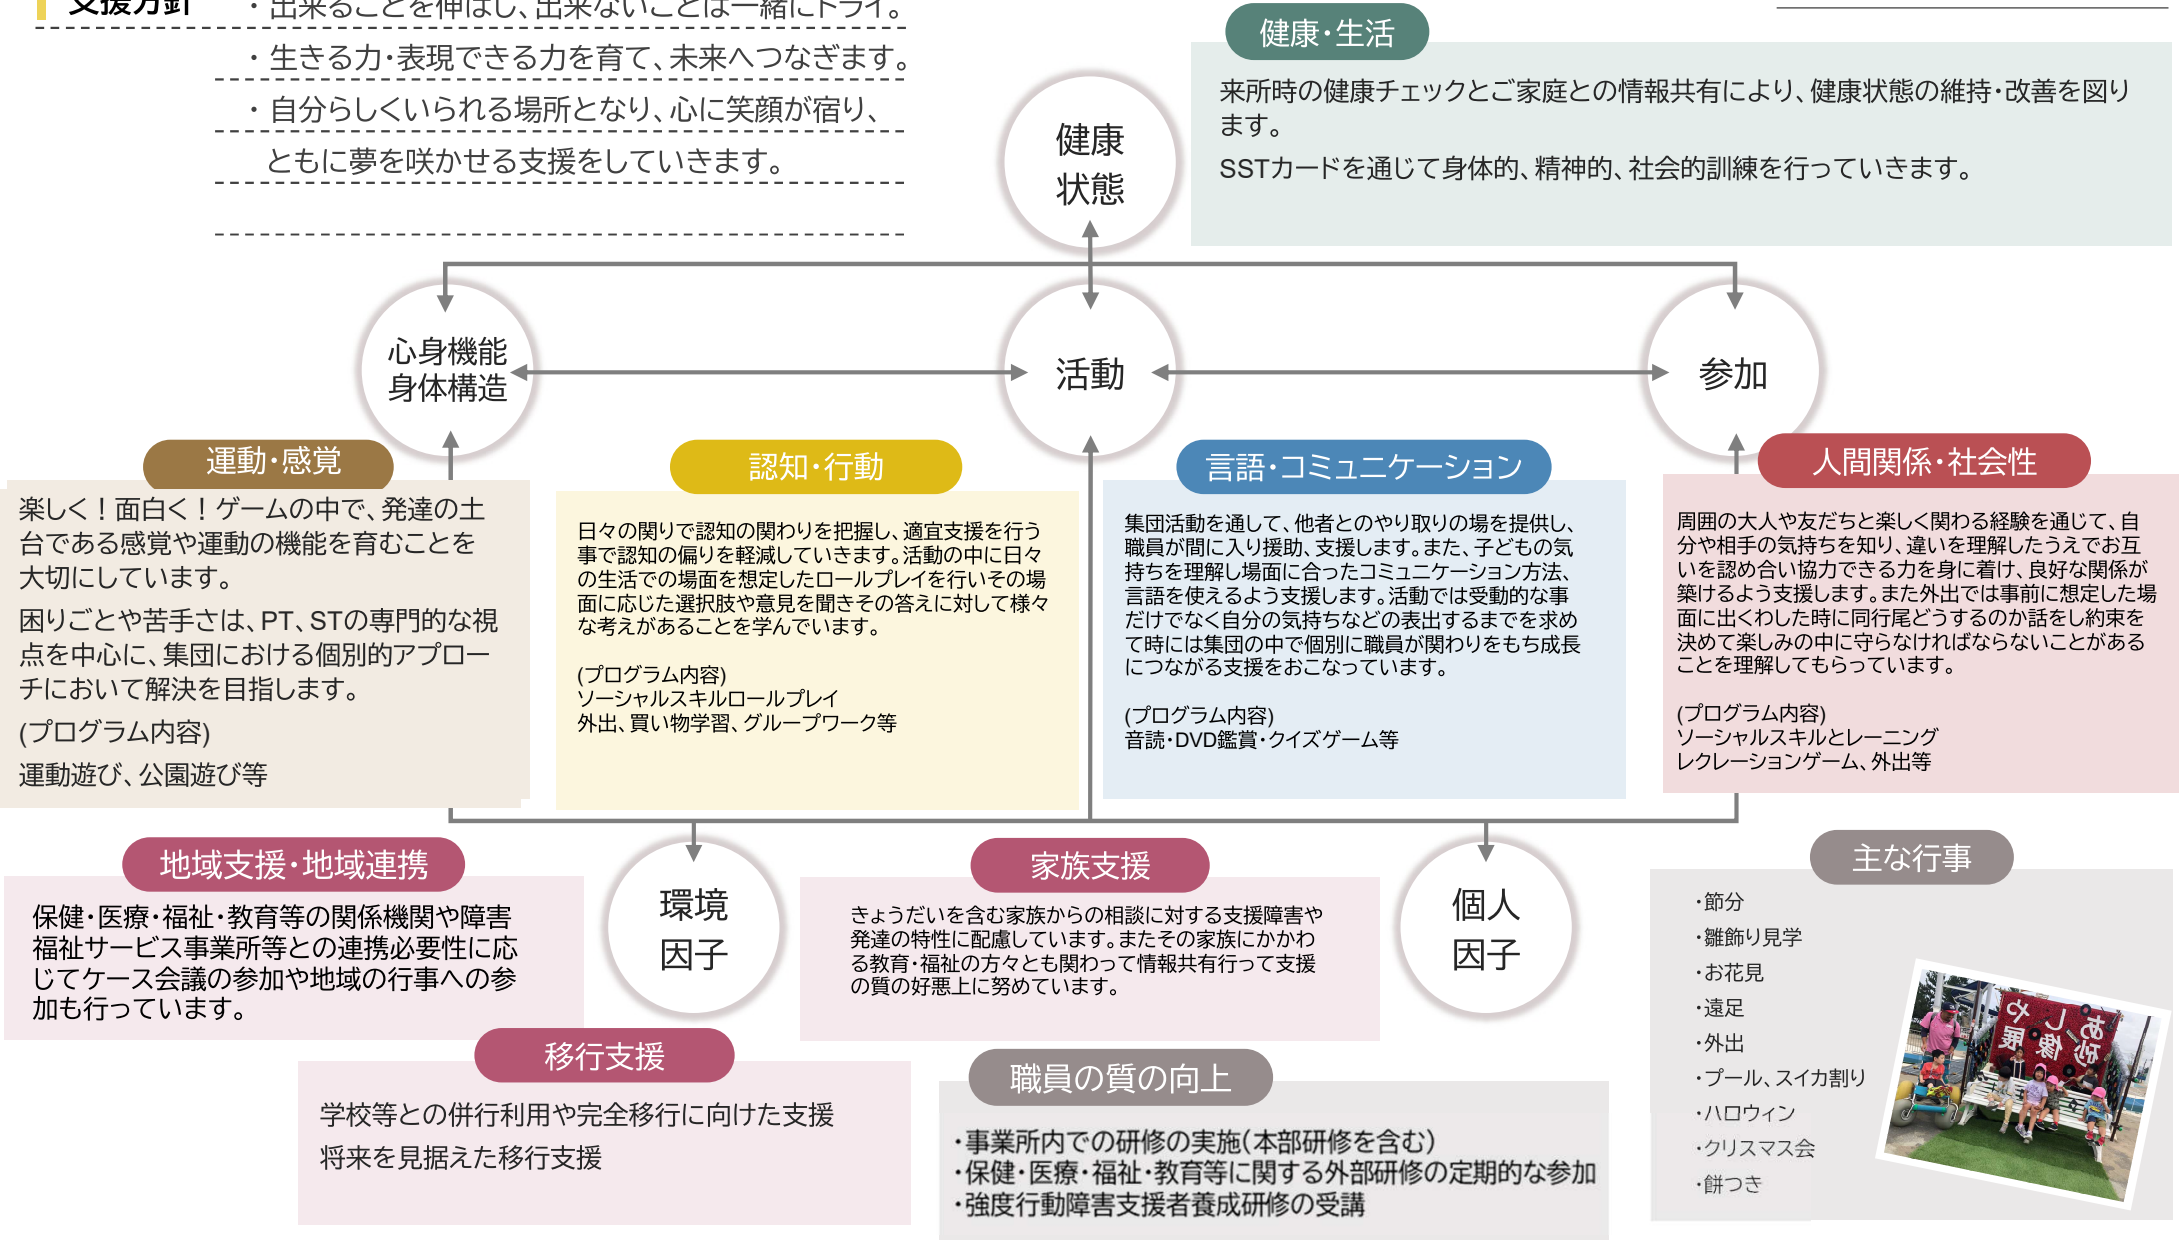 支援方針
・出来ることを伸ばし、出来ないことは一緒にトライ。
・生きる力・表現できる力を育て、未来へつなぎます。
・自分らしくいられる場所となり、心に笑顔が宿り、
ともに夢を咲かせる支援をしていきます。
健康・生活
来所時の健康チェックとご家庭との情報共有により、健康状態の維持・改善を図り
ます。
SSTカードを通じて身体的、精神的、社会的訓練を行っていきます。
健康
状態
心身機能
身体構造
活動
参加
運動・感覚
楽しく！面白く！ゲームの中で、発達の土
台である感覚や運動の機能を育むことを
大切にしています。
困りごとや苦手さは、PT、STの専門的な視
点を中心に、集団における個別的アプロー
チにおいて解決を目指します。
(プログラム内容)
運動遊び、公園遊び等
認知・行動
日々の関りで認知の関わりを把握し、適宜支援を行う
事で認知の偏りを軽減していきます。活動の中に日々
の生活での場面を想定したロールプレイを行いその場
面に応じた選択肢や意見を聞きその答えに対して様々
な考えがあることを学んでいます。
(プログラム内容)
ソーシャルスキルロールプレイ
外出、買い物学習、グループワーク等
言語・コミュニケーション
集団活動を通して、他者とのやり取りの場を提供し、
職員が間に入り援助、支援します。また、子どもの気
持ちを理解し場面に合ったコミュニケーション方法、
言語を使えるよう支援します。活動では受動的な事
だけでなく自分の気持ちなどの表出するまでを求め
て時には集団の中で個別に職員が関わりをもち成長
につながる支援をおこなっています。
(プログラム内容)
音読・DVD鑑賞・クイズゲーム等
人間関係・社会性
周囲の大人や友だちと楽しく関わる経験を通じて、自
分や相手の気持ちを知り、違いを理解したうえでお互
いを認め合い協力できる力を身に着け、良好な関係が
築けるよう支援します。また外出では事前に想定した場
面に出くわした時に同行尾どうするのか話をし約束を
決めて楽しみの中に守らなければならないことがある
ことを理解してもらっています。
(プログラム内容)
ソーシャルスキルとレーニング
レクレーションゲーム、外出等
地域支援・地域連携
保健・医療・福祉・教育等の関係機関や障害
福祉サービス事業所等との連携必要性に応
じてケース会議の参加や地域の行事への参
加も行っています。
環境
因子
家族支援
きょうだいを含む家族からの相談に対する支援障害や
発達の特性に配慮しています。またその家族にかかわ
る教育・福祉の方々とも関わって情報共有行って支援
の質の好悪上に努めています。
個人
因子
主な行事
・節分
・雛飾り見学
・お花見
・遠足
・外出
・プール、スイカ割り
・ハロウィン
・クリスマス会
・餅つき
あしや
砂像展
移行支援
学校等との併行利用や完全移行に向けた支援
将来を見据えた移行支援
職員の質の向上
・事業所内での研修の実施（本部研修を含む）
・保健・医療・福祉・教育等に関する外部研修の定期的な参加
・強度行動障害支援者養成研修の受講